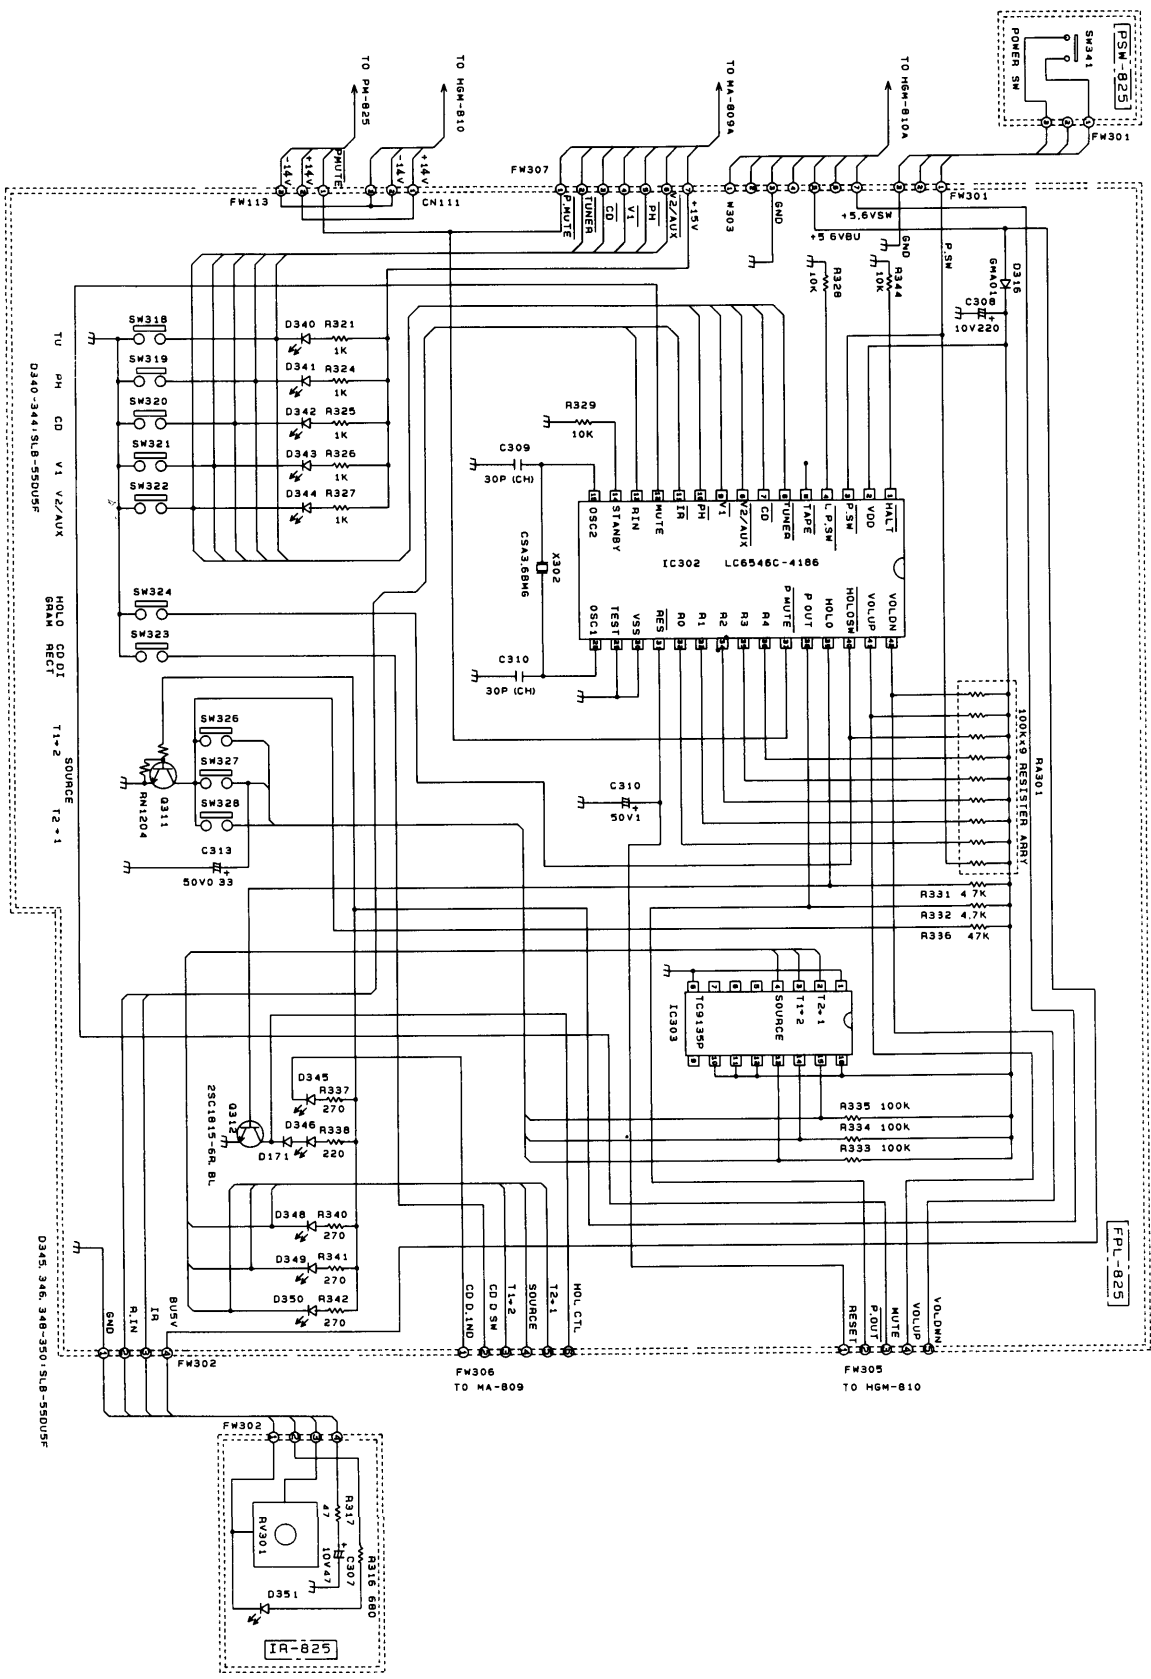 PSW-825
SW341
POWER SW
FW301
TO HGM-810A
TO MA-809A
TO HGM-810
TO PM-825
FW307
FW113
CN111
W303
FW301
PMUTE
+14V
-14V
-14V
+14V
P.MUTE
TUNER
CD
V1
PH
V2/AUX
+15V
GND
+5.6VBU
+5.6VSW
GND
P.SW
D316
GMA01
C308
10V220
R328
10K
R344
10K
SW318
SW319
SW320
SW321
SW322
TU
PH
CD
V1
V2/AUX
D340-344:SLB-55DU5F
D340 R321
1K
D341 R324
1K
D342 R325
1K
D343 R326
1K
D344 R327
1K
R329
10K
C309
30P (CH)
X302
CSA3.68MG
C310
30P (CH)
IC302 LC6546C-4186
HALT
VDD
P.SW
L P.SW
TAPE
TUNER
CD
V2/AUX
V1
PH
IR
MUTE
RIN
STANBY
OSC2
VOLDN
VOLUP
HOLOSW
HOLO
P.OUT
P.MUTE
R4
R3
R2
R1
R0
RES
VSS
TEST
OSC1
SW324
SW323
HOLO
GRAM
CD DI
RECT
SW326
SW327
SW328
T1→2
SOURCE
T2→1
Q311
RN1204
C313
50V0.33
C310
50V1
RA301
100K×9 RESISTER ARRY
R331 4.7K
R332 4.7K
R336 47K
IC303
TC9135P
T2→1
T1→2
SOURCE
R335 100K
R334 100K
R333 100K
D345 R337
270
D346 R338
220
D171
Q312
2SC1815-GR, BL
D348 R340
270
D349 R341
270
D350 R342
270
D345, 346, 348-350:SLB-55DU5F
FPL-825
GND
R.IN
IR
BU5V
FW302
CD D.IND
CD D SW
T1→2
SOURCE
T2→1
HOL CTL
FW306
TO MA-809
RESET
P.OUT
MUTE
VOLUP
VOLDWN
FW305
TO HGM-810
FW302
RV301
R317
47
C307
10V47
R316 680
D351
IR-825